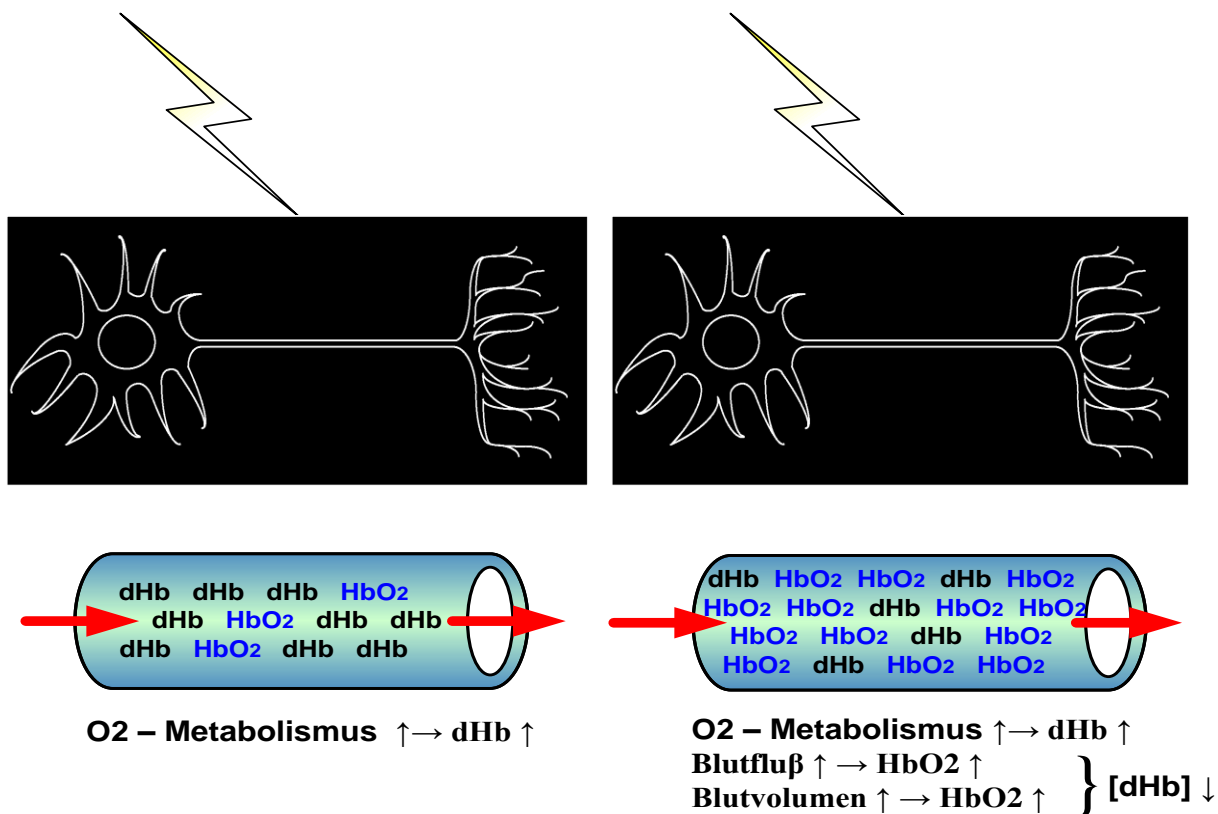 dHb dHb dHb HbO2
dHb HbO2 dHb dHb
dHb HbO2 dHb dHb
O2 – Metabolismus ↑→ dHb ↑
dHb HbO2 HbO2 dHb HbO2
HbO2 HbO2 dHb HbO2 HbO2
HbO2 HbO2 dHb HbO2
HbO2 dHb HbO2 HbO2
O2 – Metabolismus ↑→ dHb ↑
Blutfluβ ↑ → HbO2 ↑
Blutvolumen ↑ → HbO2 ↑
} [dHb] ↓